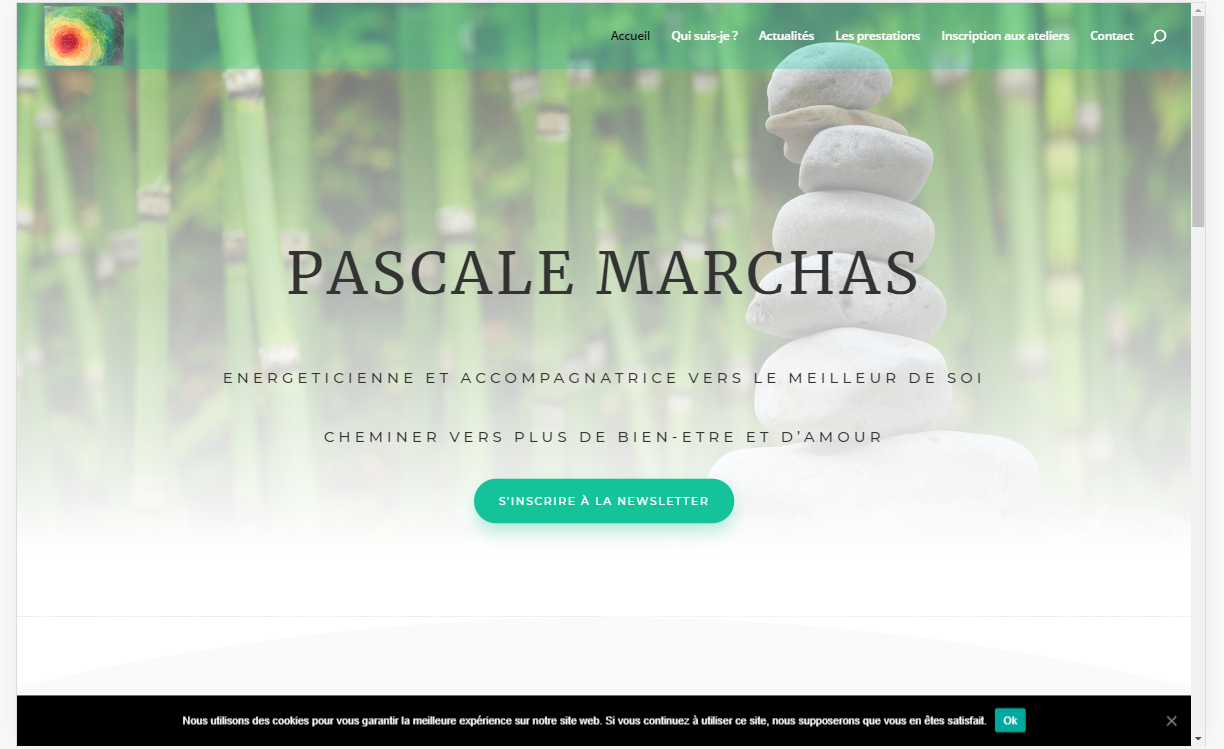 Accueil Qui suis-je ? Actualités Les prestations Inscription aux ateliers Contact
PASCALE MARCHAS
ENERGETICIENNE ET ACCOMPAGNATRICE VERS LE MEILLEUR DE SOI
CHEMINER VERS PLUS DE BIEN-ETRE ET D'AMOUR
S'INSCRIRE À LA NEWSLETTER
Nous utilisons des cookies pour vous garantir la meilleure expérience sur notre site web. Si vous continuez à utiliser ce site, nous supposerons que vous en êtes satisfait. Ok